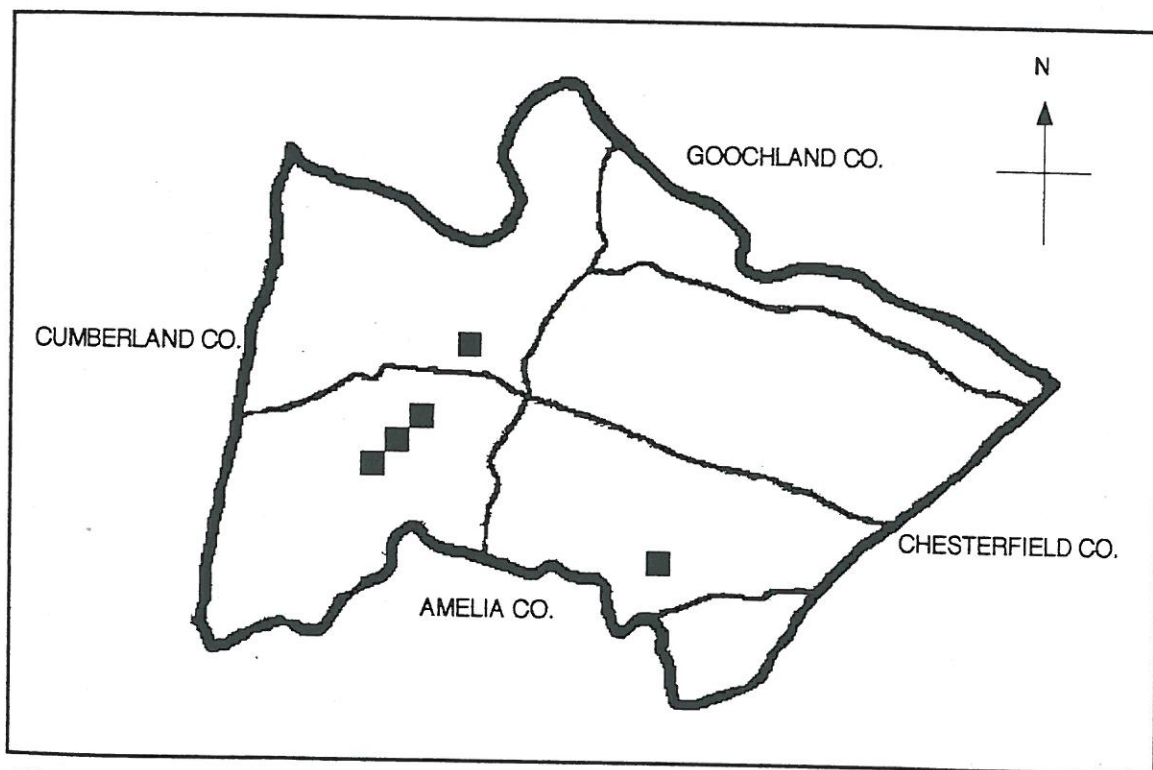 N
GOOCHLAND CO.
CUMBERLAND CO.
CHESTERFIELD CO.
AMELIA CO.